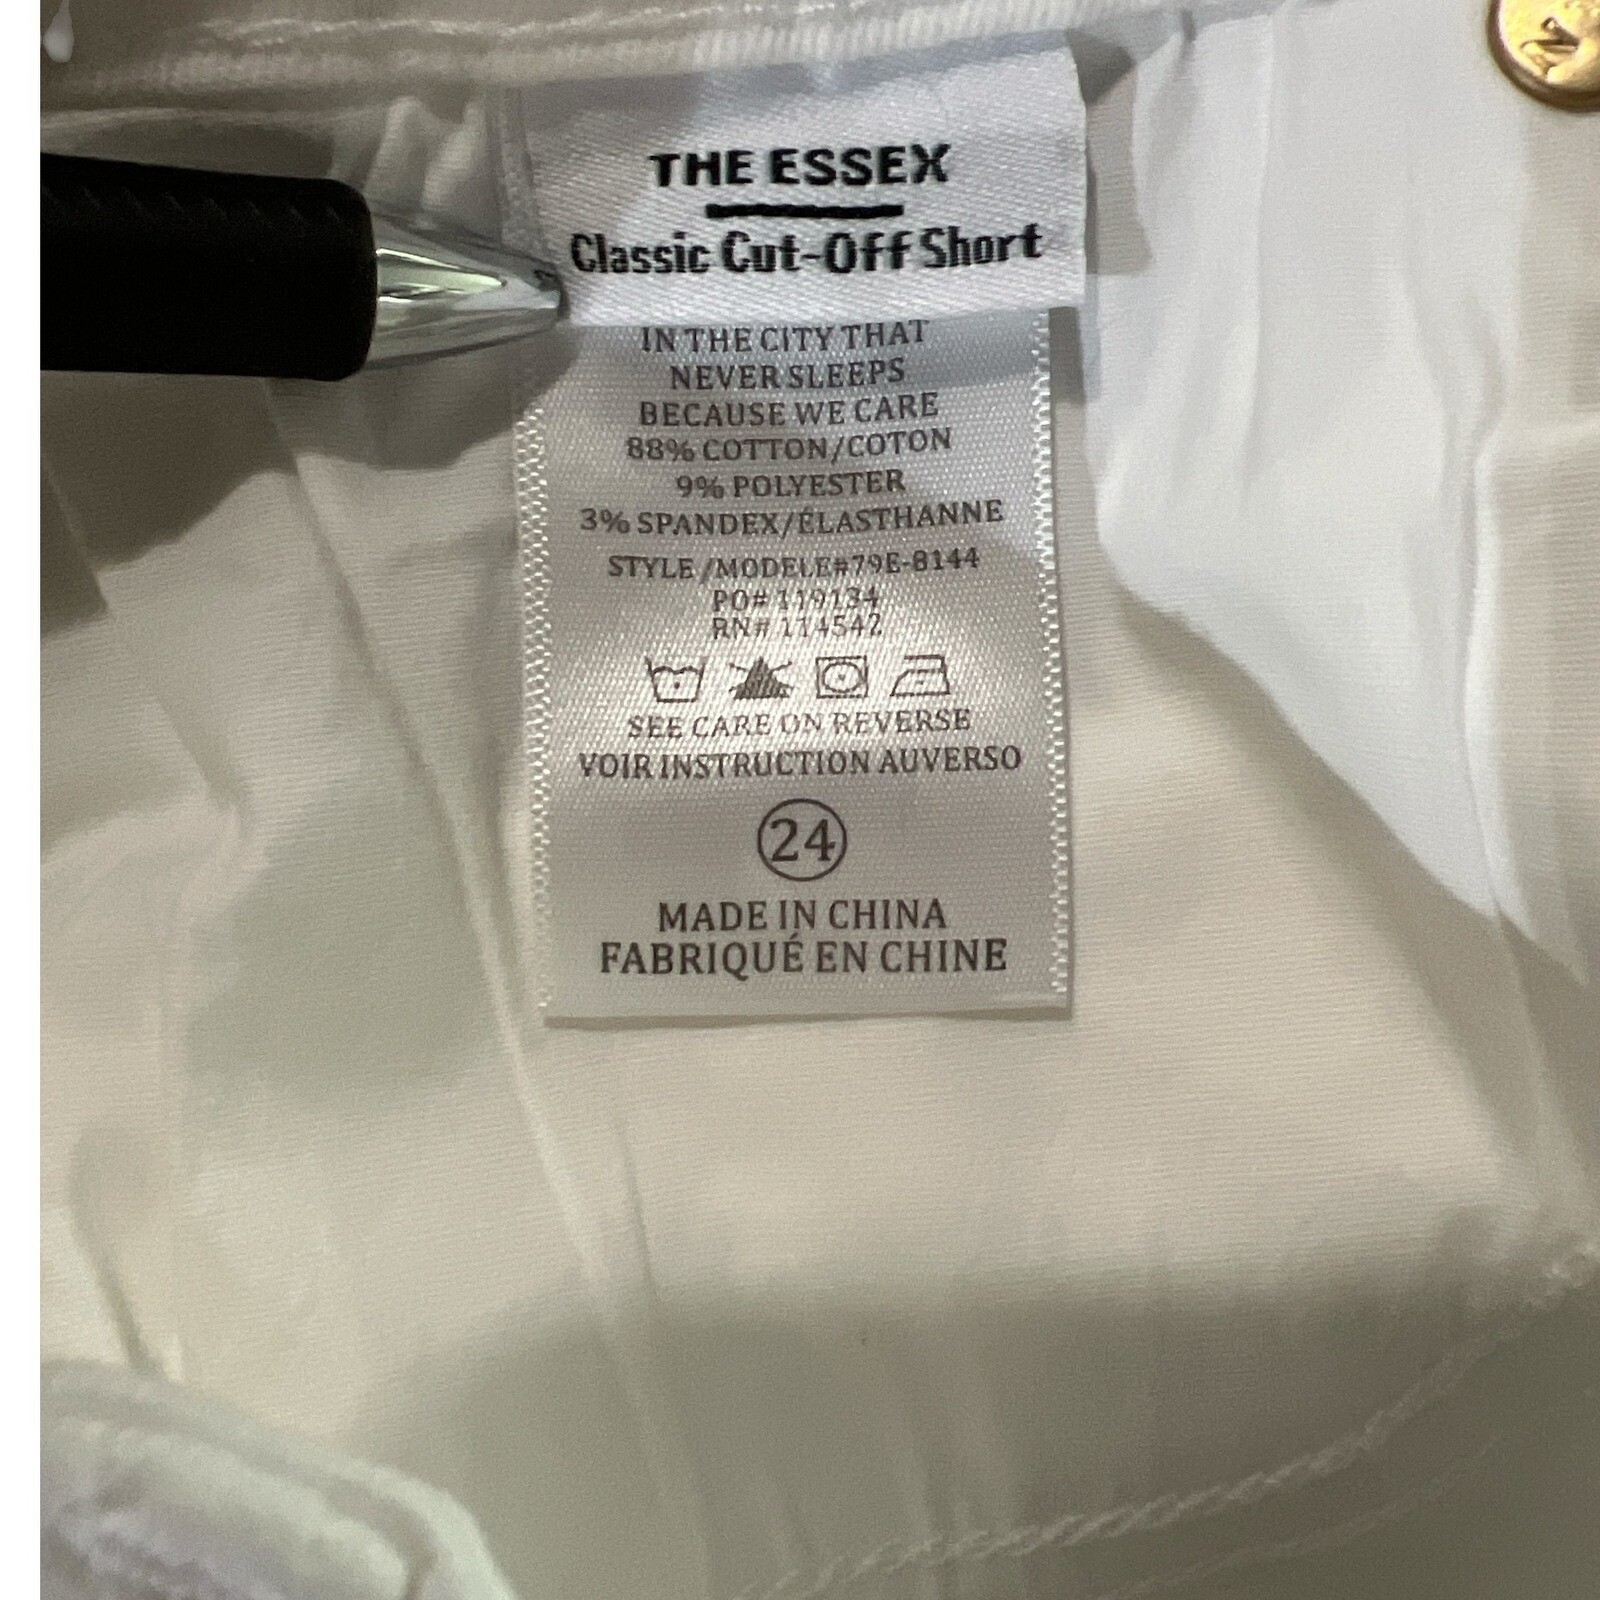 THE ESSEX
Classic Cut-Off Short
IN THE CITY THAT
NEVER SLEEPS
BECAUSE WE CARE
88% COTTON/COTON
9% POLYESTER
3% SPANDEX/ÉLASTHANNE
STYLE/MODELE#79E-8144
PO# 119134
RN# 114542
SEE CARE ON REVERSE
VOIR INSTRUCTION AUVERSO
24
MADE IN CHINA
FABRIQUÉ EN CHINE
N